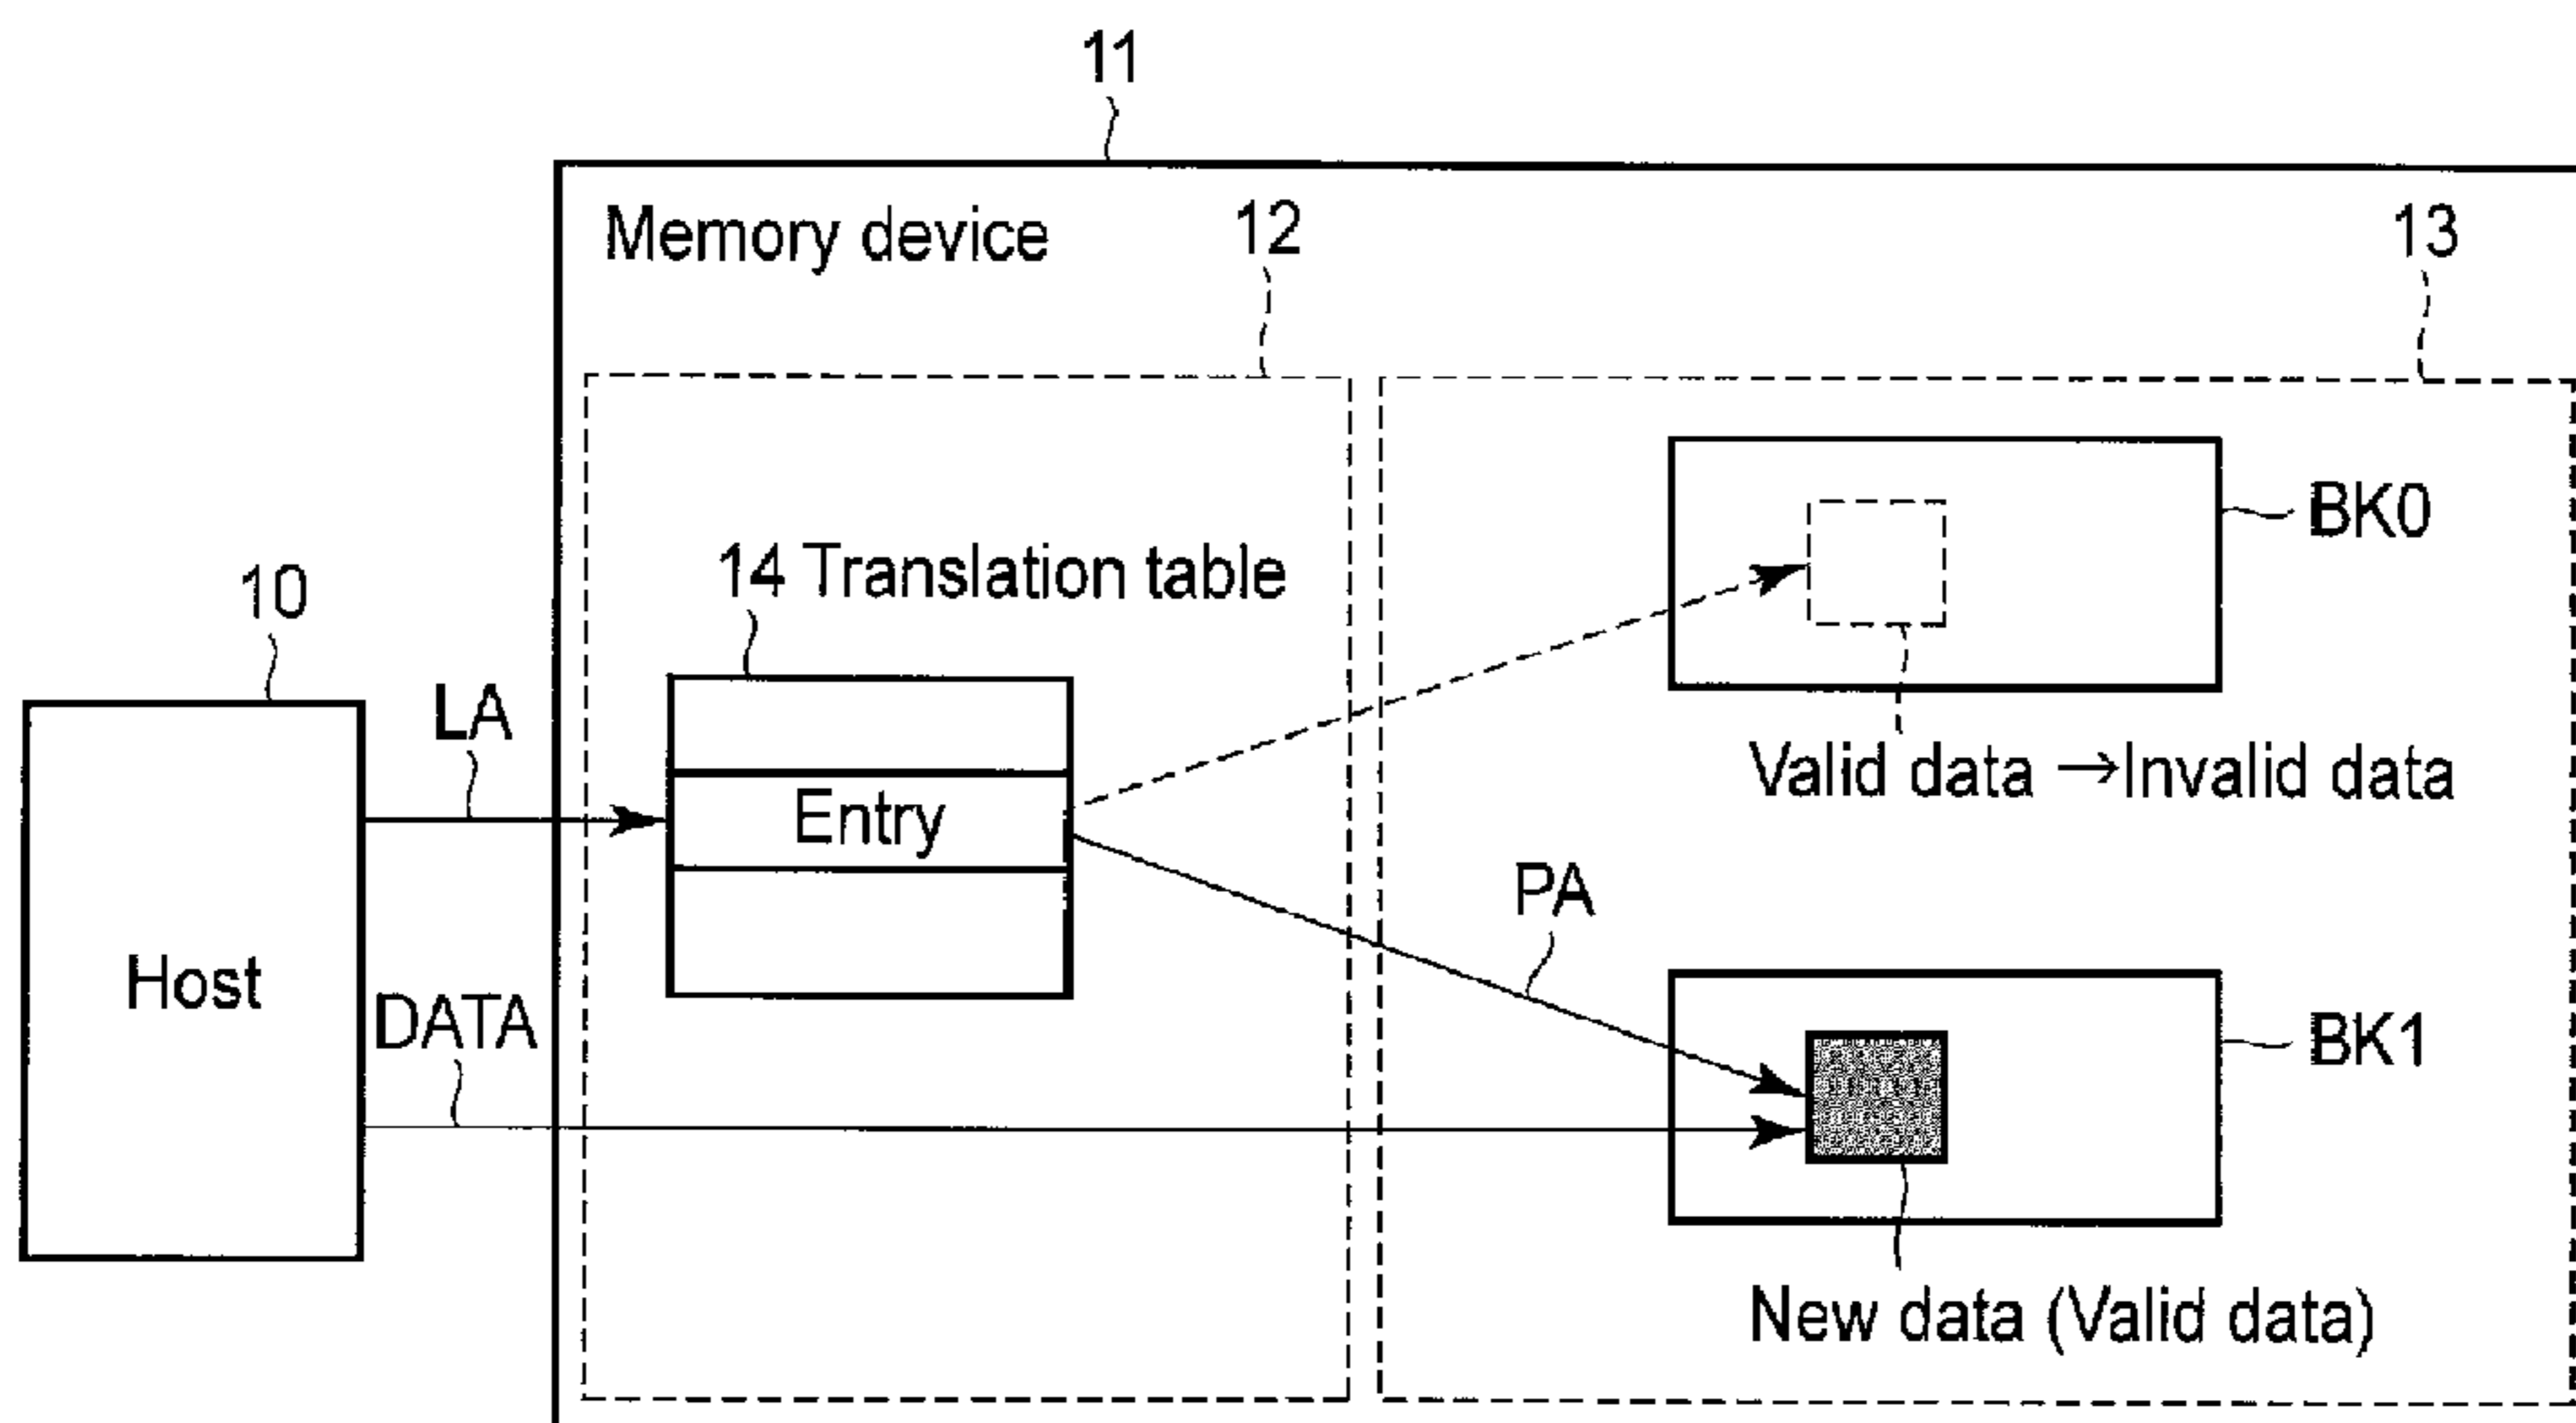 11
Memory device
12
13
BK0
14 Translation table
10
LA
Valid data →Invalid data
Entry
PA
Host
DATA
BK1
New data (Valid data)